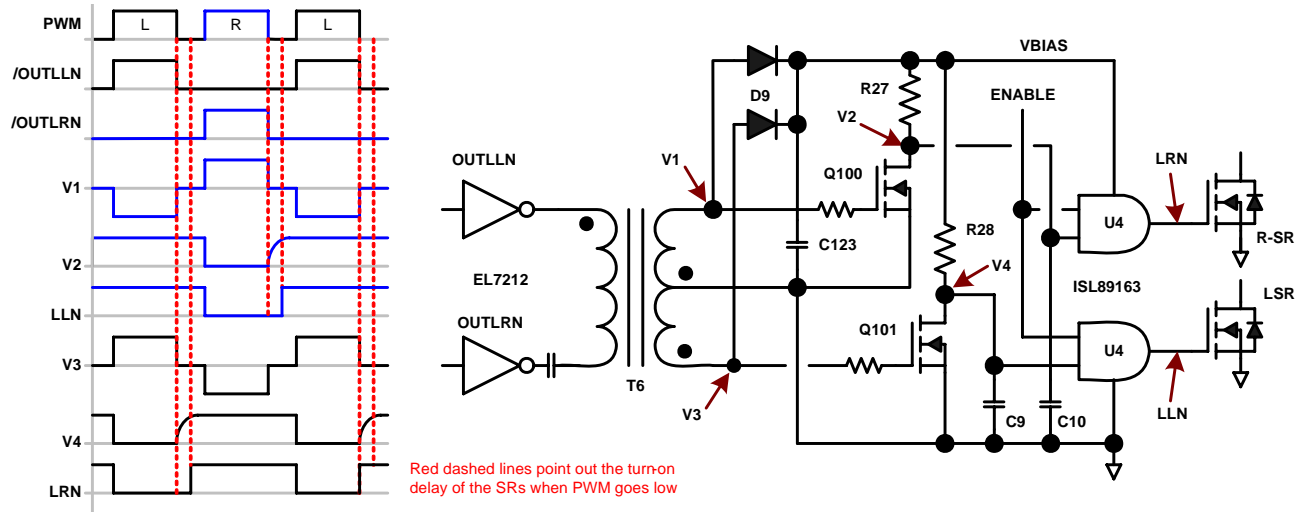 PWM
L
R
L
/OUTLLN
/OUTLRN
V1
V2
LLN
V3
V4
LRN
Red dashed lines point out the turn-on
delay of the SRs when PWM goes low
VBIAS
R27
ENABLE
D9
V2
OUTLLN
V1
Q100
LRN
U4
R-SR
R28
C123
V4
EL7212
ISL89163
LSR
OUTLRN
Q101
U4
T6
V3
C9
C10
LLN